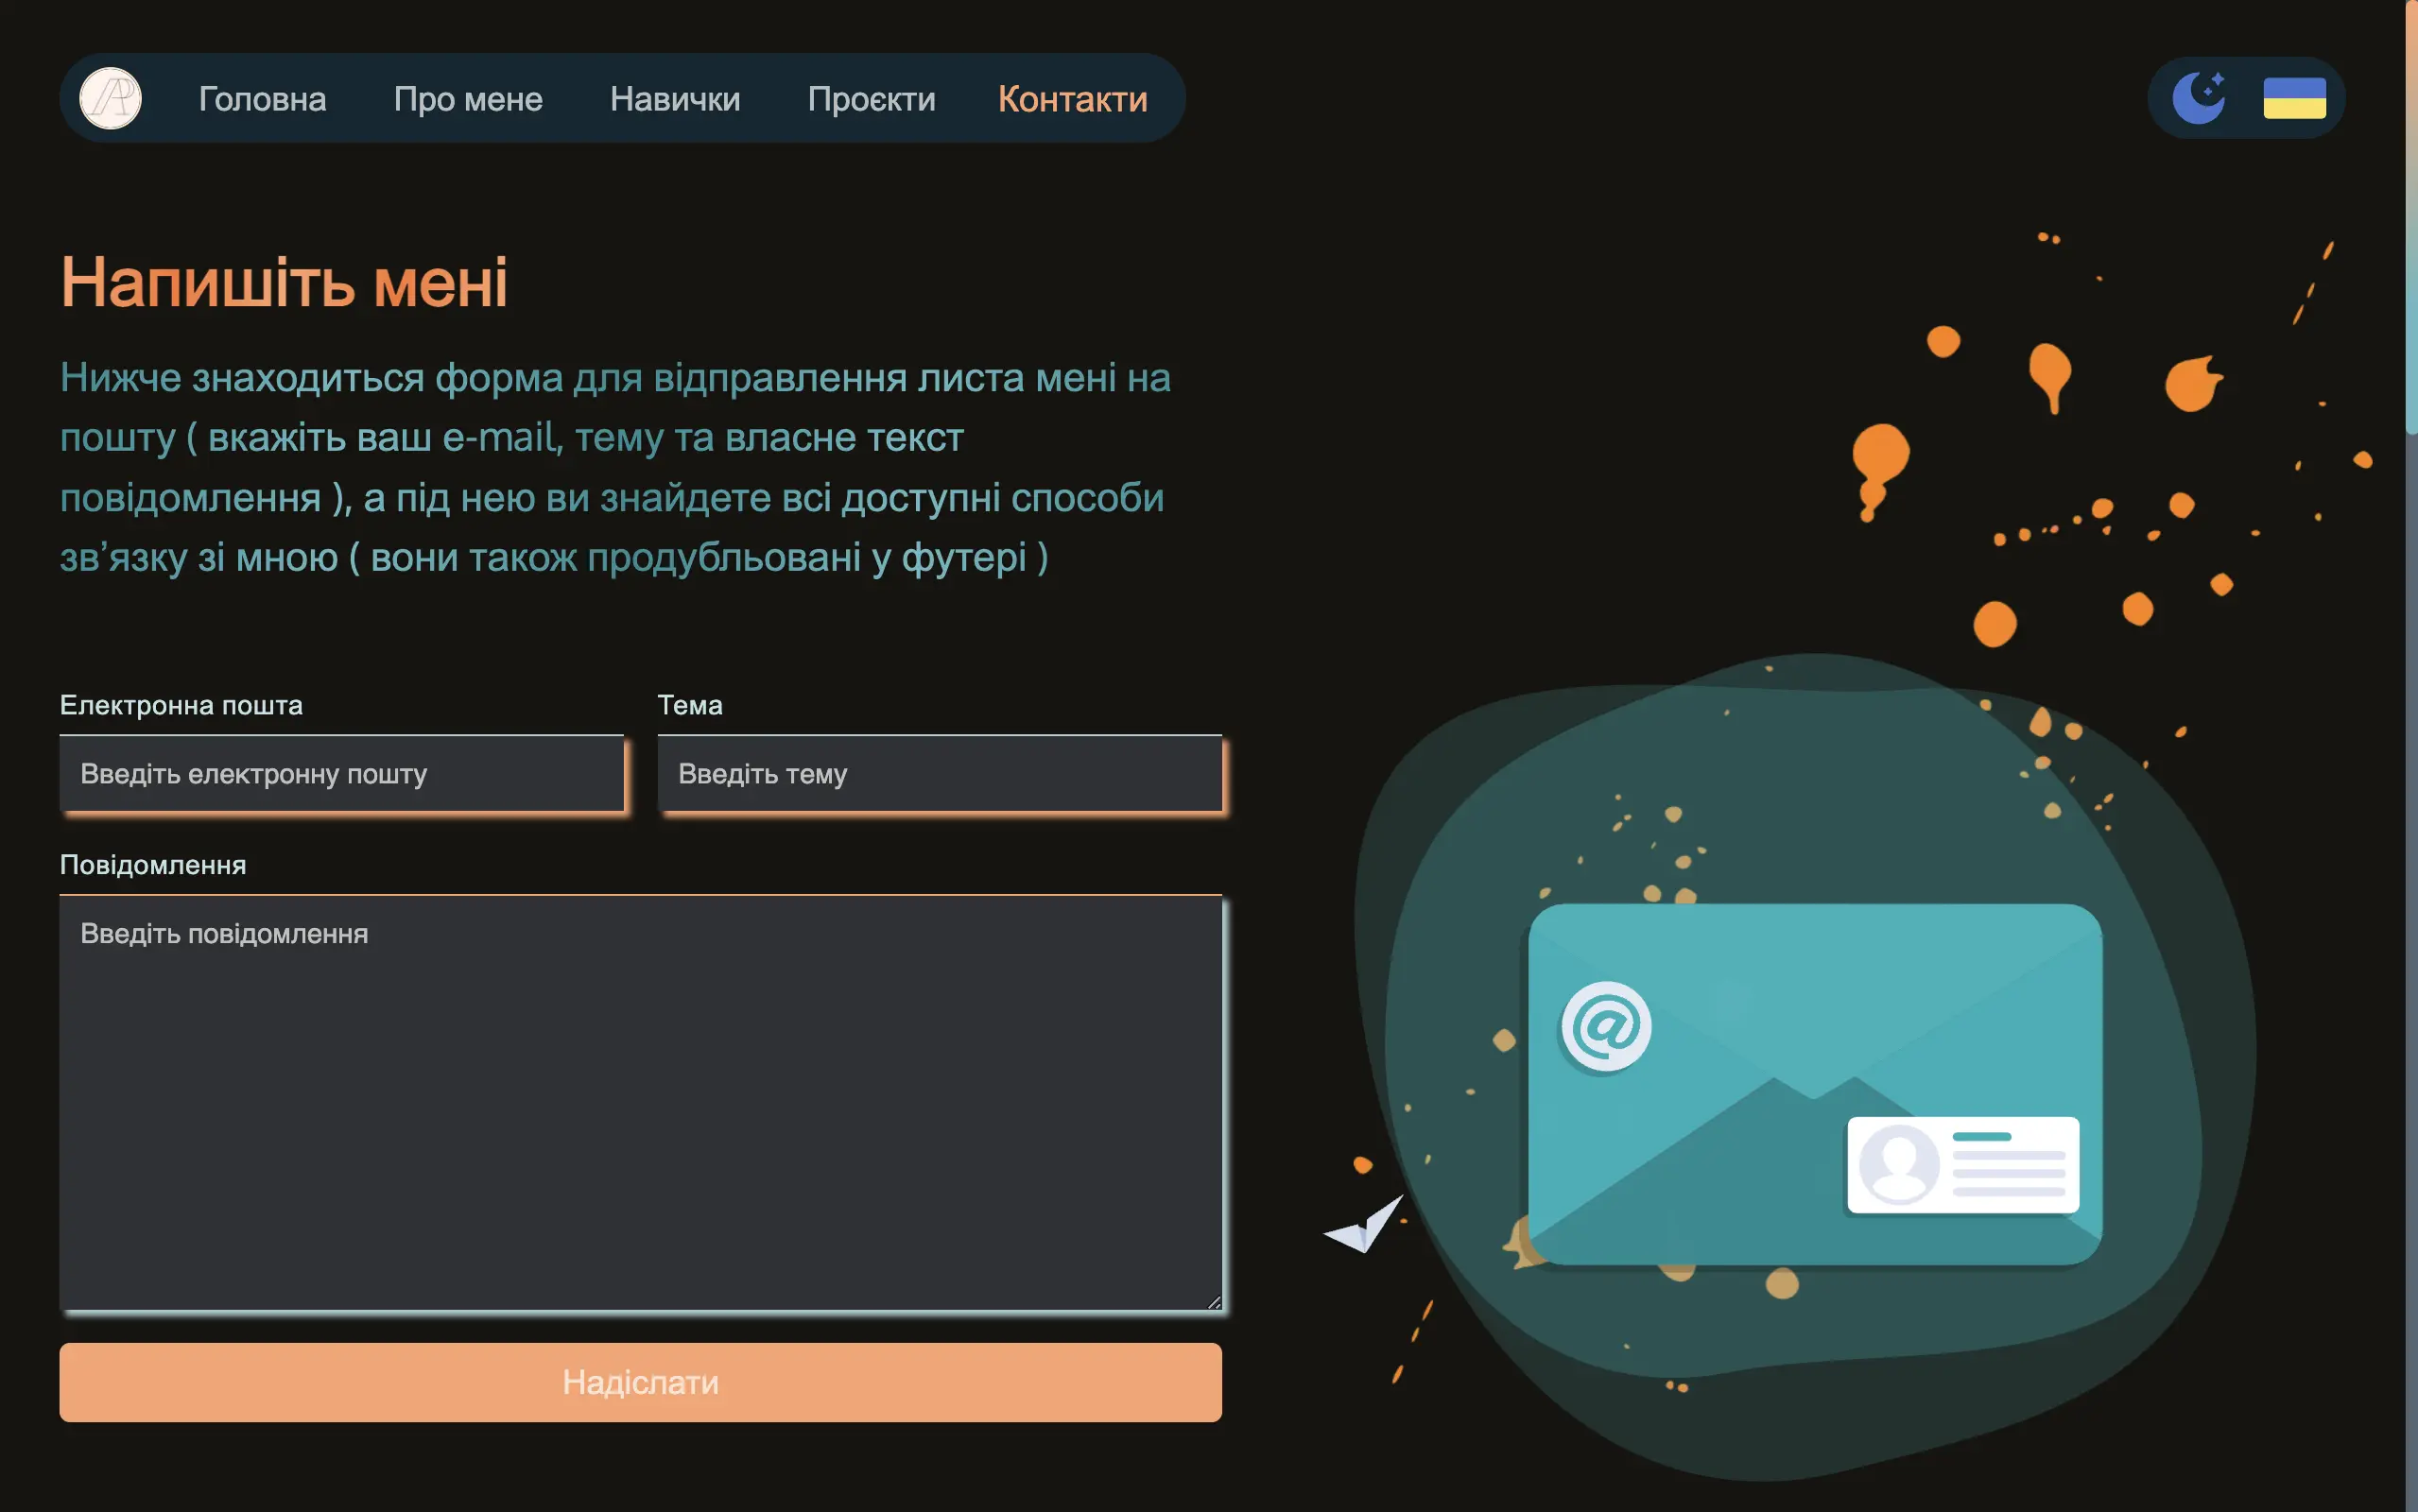 Головна Про мене Навички Проєкти Контакти
Напишіть мені
Нижче знаходиться форма для відправлення листа мені на
пошту ( вкажіть ваш e-mail, тему та власне текст
повідомлення ), а під нею ви знайдете всі доступні способи
зв’язку зі мною ( вони також продубльовані у футері )
Електронна пошта Тема
Введіть електронну пошту Введіть тему
Повідомлення
Введіть повідомлення
@
Надіслати